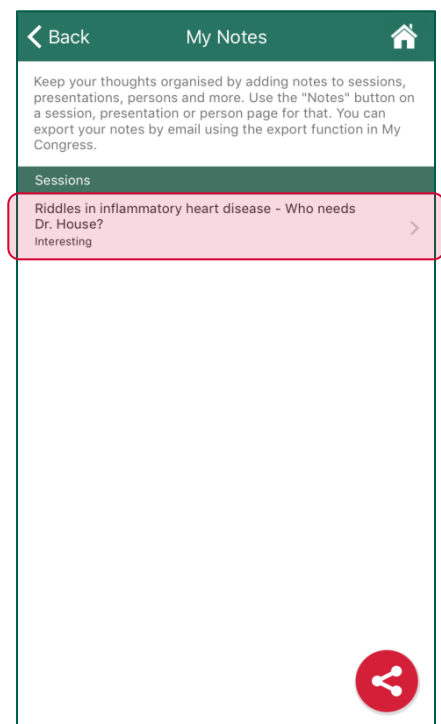 Back My Notes
Keep your thoughts organised by adding notes to sessions,
presentations, persons and more. Use the "Notes" button on
a session, presentation or person page for that. You can
export your notes by email using the export function in My
Congress.
Sessions
Riddles in inflammatory heart disease - Who needs
Dr. House?
Interesting